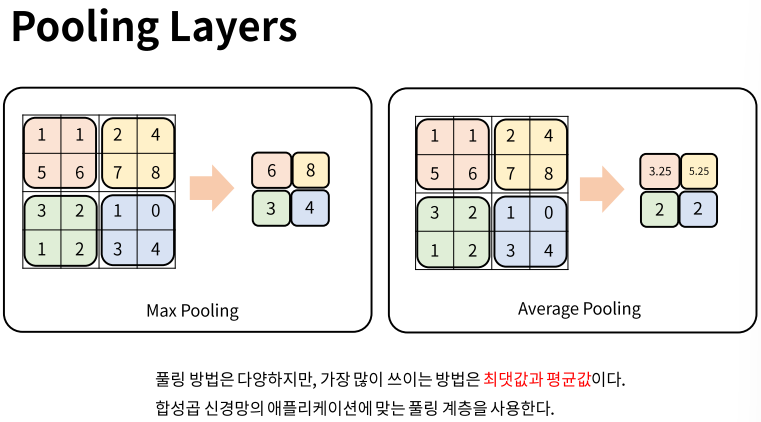 Pooling Layers
1 1 2 4
5 6 7 8
3 2 1 0
1 2 3 4
6 8
3 4
Max Pooling
1 1 2 4
5 6 7 8
3 2 1 0
1 2 3 4
3.25 5.25
2 2
Average Pooling
풀링 방법은 다양하지만, 가장 많이 쓰이는 방법은 최댓값과 평균값이다.
합성곱 신경망의 애플리케이션에 맞는 풀링 계층을 사용한다.